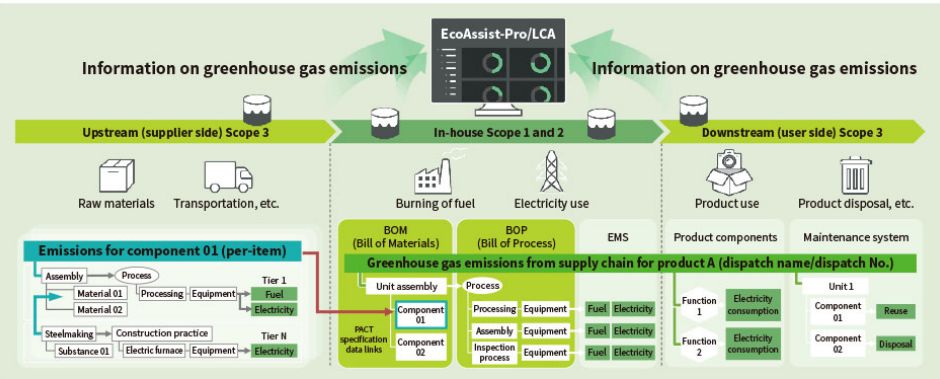 EcoAssist-Pro/LCA
Information on greenhouse gas emissions
Information on greenhouse gas emissions
Upstream (supplier side) Scope 3
In-house Scope 1 and 2
Downstream (user side) Scope 3
Raw materials
Transportation, etc.
Burning of fuel
Electricity use
Product use
Product disposal, etc.
Emissions for component 01 (per-item)
Assembly
Process
Tier 1
Material 01
Processing
Equipment
Fuel
Material 02
Electricity
Steelmaking
Construction practice
Tier N
Substance 01
Electric furnace
Equipment
Electricity
BOM
(Bill of Materials)
BOP
(Bill of Process)
EMS
Product components
Maintenance system
Greenhouse gas emissions from supply chain for product A (dispatch name/dispatch No.)
Unit assembly
Process
Component
01
PACT
specification
data links
Component
02
Processing
Equipment
Fuel
Electricity
Assembly
Equipment
Fuel
Electricity
Inspection
process
Equipment
Fuel
Electricity
Function
1
Electricity
consumption
Function
2
Electricity
consumption
Unit 1
Component
01
Reuse
Component
02
Disposal